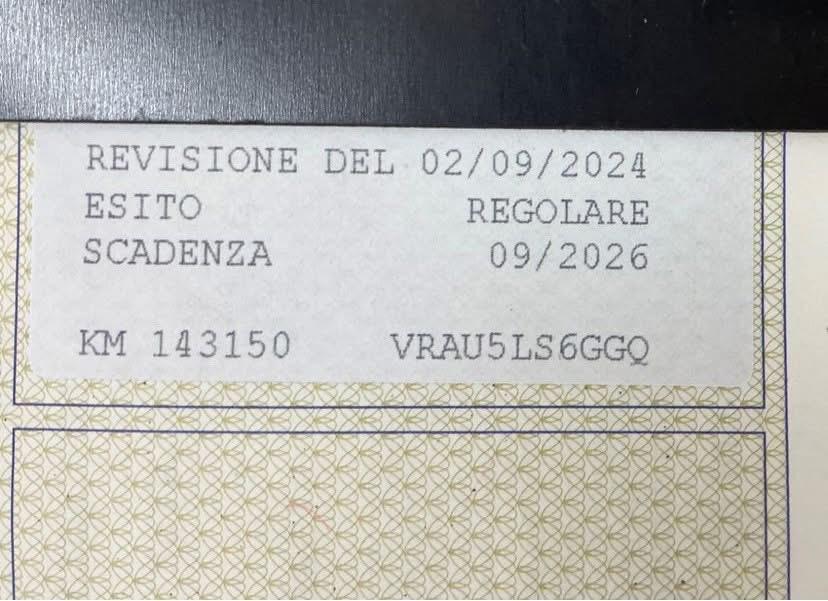 REVISIONE DEL 02/09/2024
ESITO REGOLARE
SCADENZA 09/2026
KM 143150 VRAU5LS6GGQ